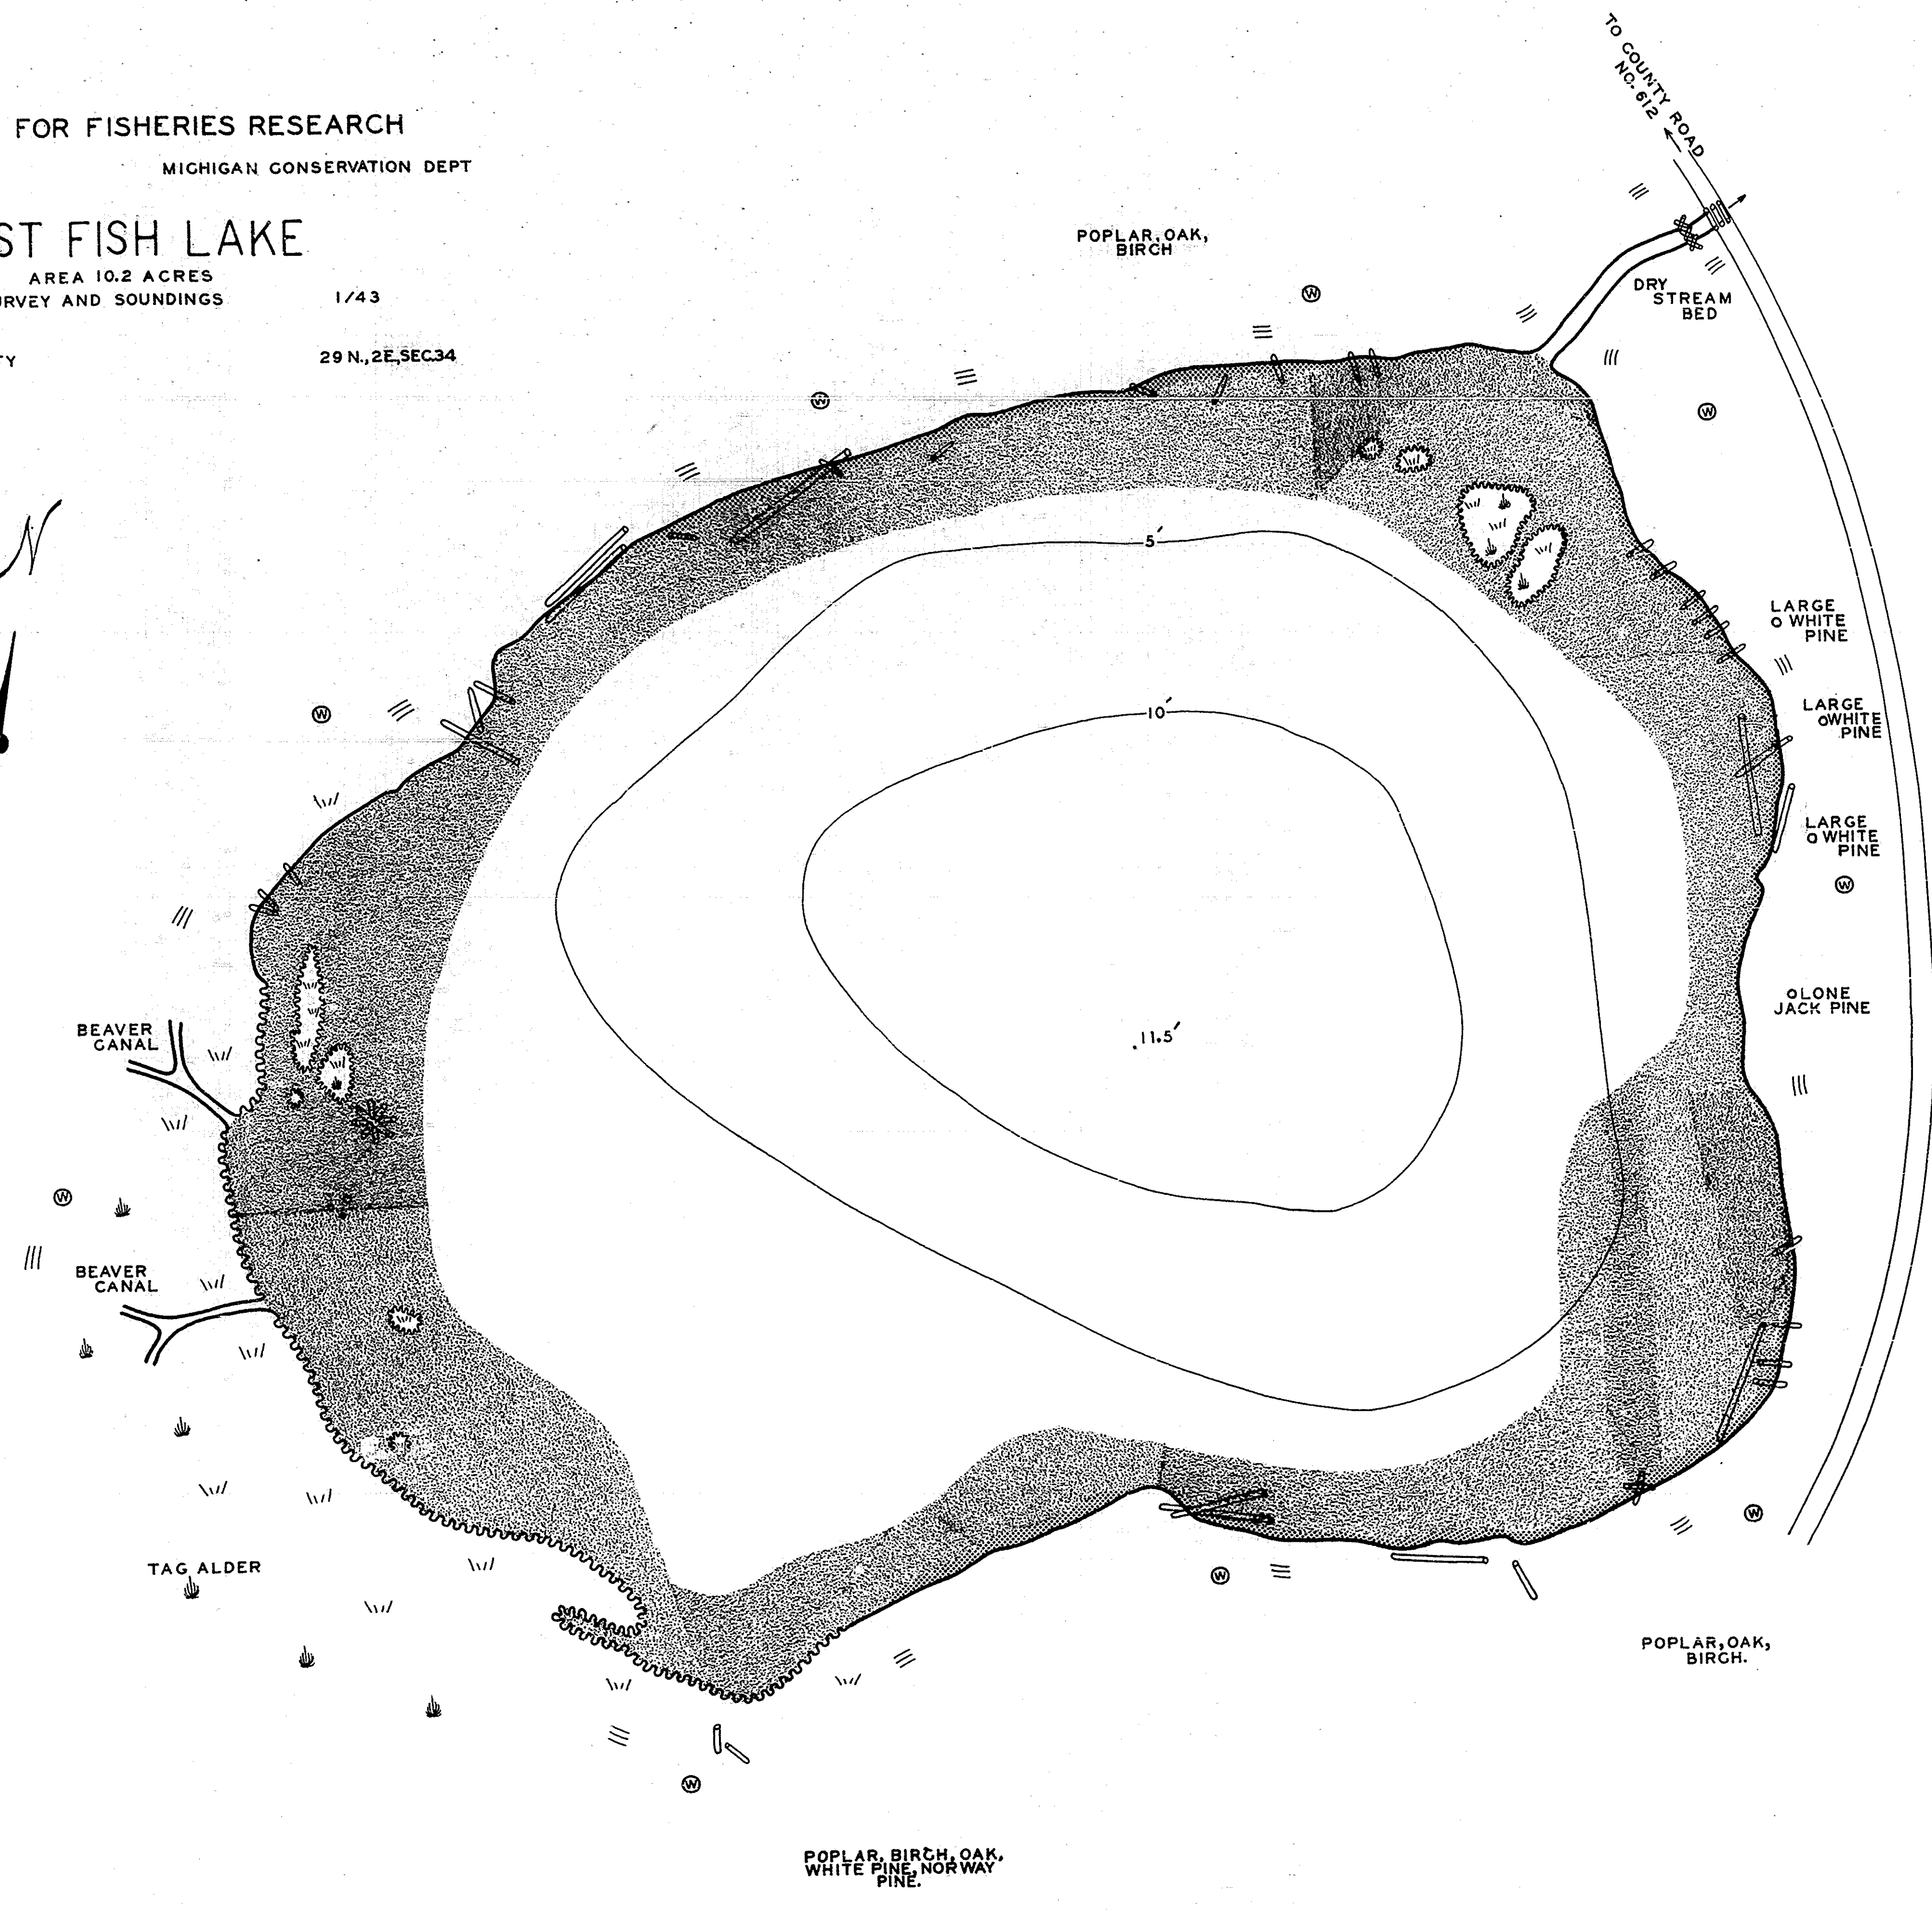 FOR FISHERIES RESEARCH
MICHIGAN CONSERVATION DEPT
ST FISH LAKE
AREA 10.2 ACRES
RVEY AND SOUNDINGS 1/43
TY 29 N., 2E, SEC.34
N
TO COUNTY ROAD
NO. 612
POPLAR, OAK,
BIRCH
W
DRY
STREAM
BED
W
W
5'
LARGE
WHITE
PINE
LARGE
WHITE
PINE
10'
W
LARGE
WHITE
PINE
W
LONE
JACK PINE
BEAVER
CANAL
11.5'
W
BEAVER
CANAL
W
TAG ALDER
W
POPLAR, OAK,
BIRCH.
W
POPLAR, BIRCH, OAK,
WHITE PINE, NORWAY
PINE.